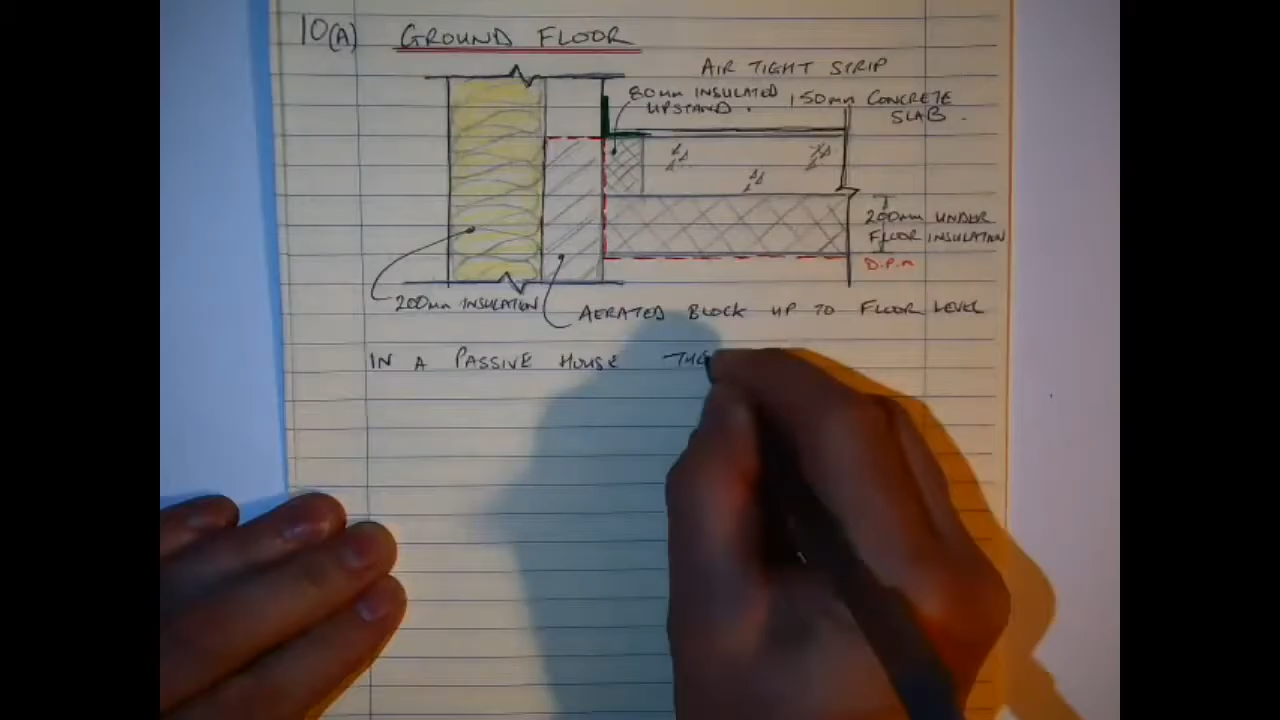 10(A) GROUND FLOOR
AIR TIGHT STRIP
80mm INSULATED
UPSTAND.
150mm CONCRETE
SLAB.
200mm UNDER
FLOOR INSULATION
D.P.M
200mm INSULATION
AERATED BLOCK UP TO FLOOR LEVEL
IN A PASSIVE HOUSE THE